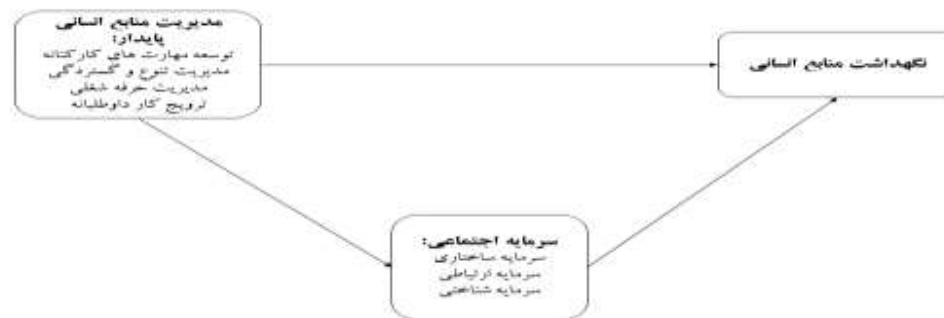 مدیریت منابع انسانی
پایدار:
توسعه مهارت های کارکنانه
مدیریت تنوع و گستردگی
مدیریت حرفه شغلی
ترویج کار داوطلبانه
نگهداشت منابع انسانی
سرمایه اجتماعی:
سرمایه ساختاری
سرمایه ارتباطی
سرمایه شناختی